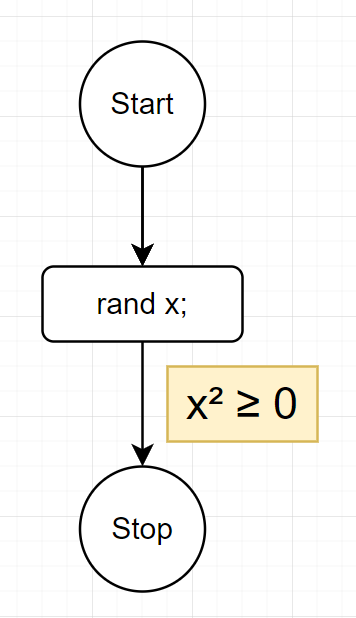 Start
rand x;
x² ≥ 0
Stop